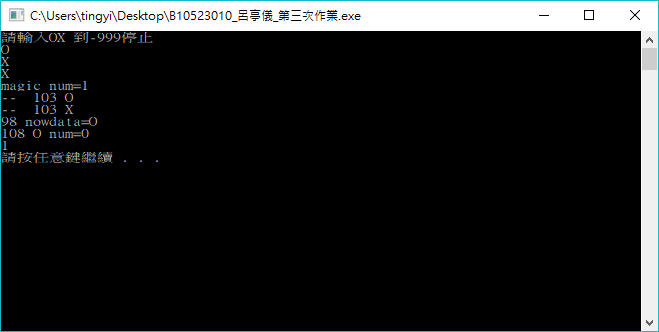 C:\Users\tingyi\Desktop\B10523010_呂亭儀_第三次作業.exe
請輸入OX 到-999停止
O
X
X
magic num=1
--  103 O
--  103 X
98 nowdata=O
108 O num=0
1
請按任意鍵繼續 . . .